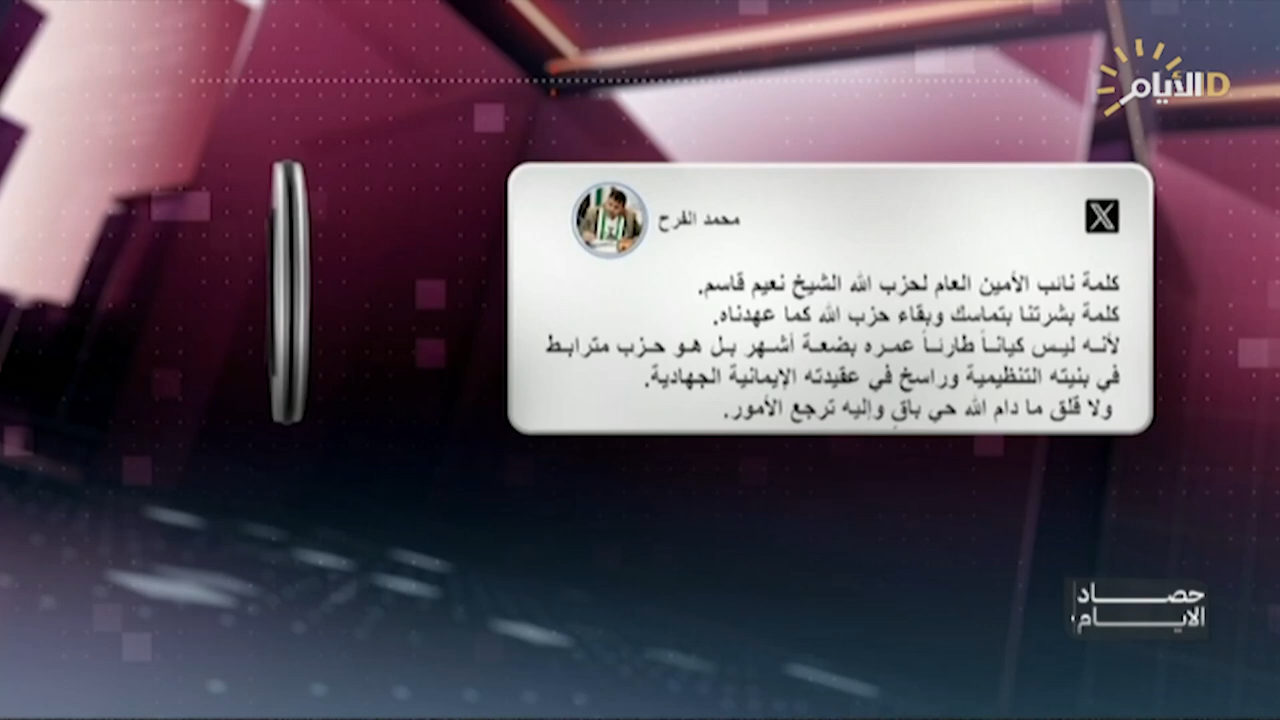 الأيام D
محمد الفرح
كلمة نائب الأمين العام لحزب الله الشيخ نعيم قاسم.
كلمة بشرتنا بتماسك وبقاء حزب الله كما عهدناه.
لأنه ليس كياناً طارئاً عمره بضعة أشهر بل هو حزب مترابط
في بنيته التنظيمية وراسخ في عقيدته الإيمانية الجهادية.
ولا قلق ما دام الله حي باقٍ وإليه ترجع الأمور.
حصاد
الايام